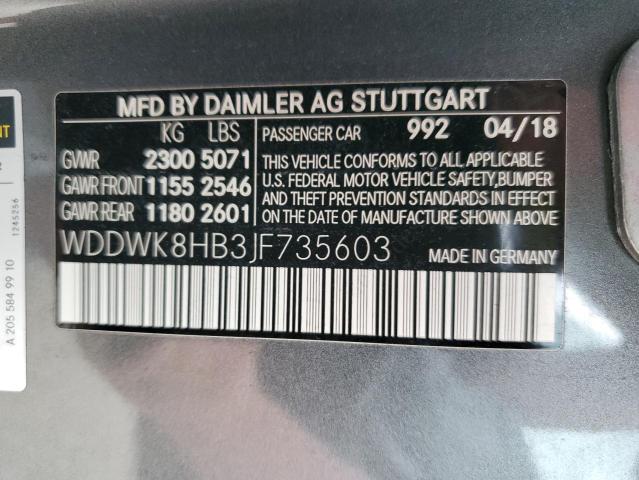 MFD BY DAIMLER AG STUTTGART
KG LBS
GVWR 2300 5071
GAWR FRONT 1155 2546
GAWR REAR 1180 2601
PASSENGER CAR 992 04/18
THIS VEHICLE CONFORMS TO ALL APPLICABLE
U.S. FEDERAL MOTOR VEHICLE SAFETY,BUMPER
AND THEFT PREVENTION STANDARDS IN EFFECT
ON THE DATE OF MANUFACTURE SHOWN ABOVE
WDDWK8HB3JF735603 MADE IN GERMANY
A 205 584 99 10
1245256